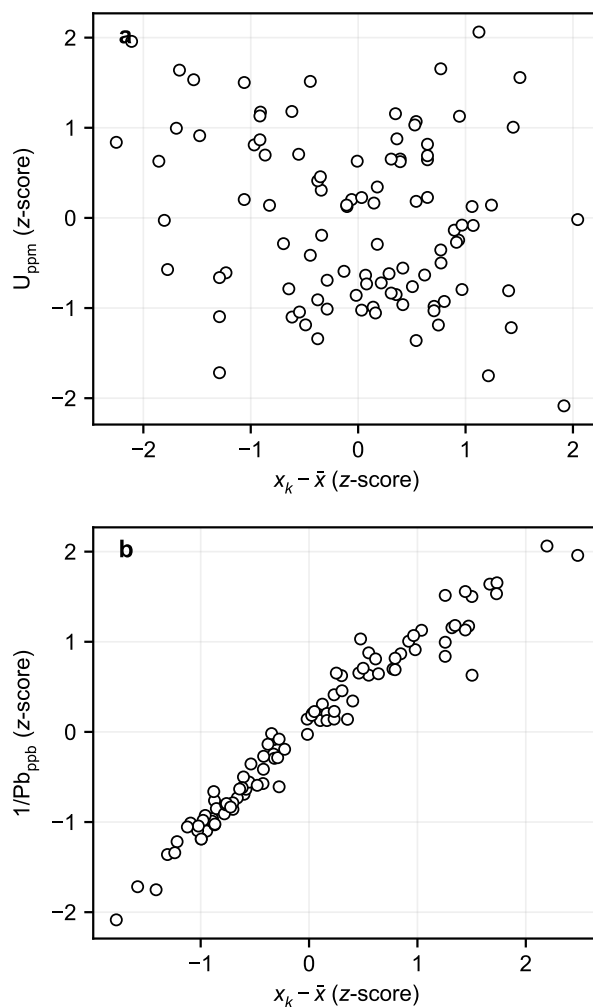 a
2
1
0
−1
−2
U_ppm (z-score)
−2 −1 0 1 2
x_k − x̄ (z-score)
b
2
1
0
−1
−2
1/Pb_ppb (z-score)
−1 0 1 2
x_k − x̄ (z-score)